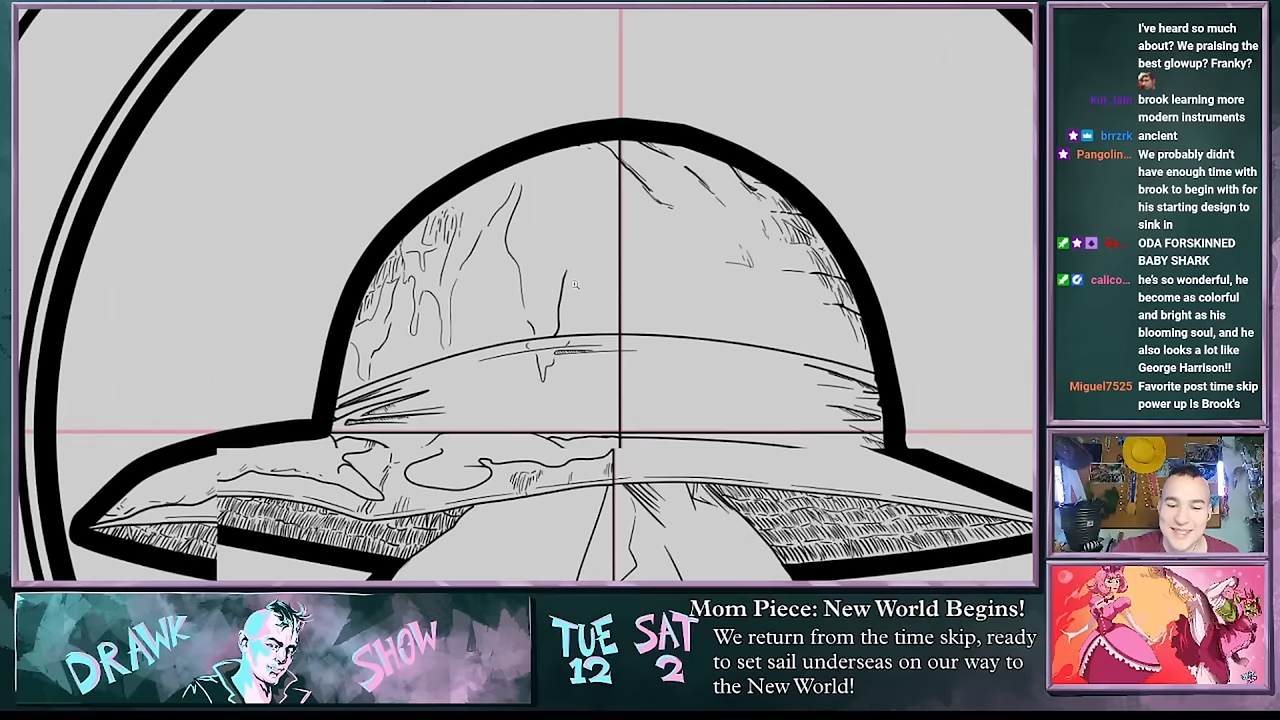 I've heard so much
about? We praising the
best glowup? Franky?
brook learning more
modern instruments
brrzrk ancient
Pangolin... We probably didn't
have enough time with
brook to begin with for
his starting design to
sink in
ODA FORSKINNED
BABY SHARK
calico... he's so wonderful, he
become as colorful
and bright as his
blooming soul, and he
also looks a lot like
George Harrison!!
Miguel7525 Favorite post time skip
power up Is Brook's
DRAWK
SHOW
TUE
12
SAT
2
Mom Piece: New World Begins!
We return from the time skip, ready
to set sail underseas on our way to
the New World!